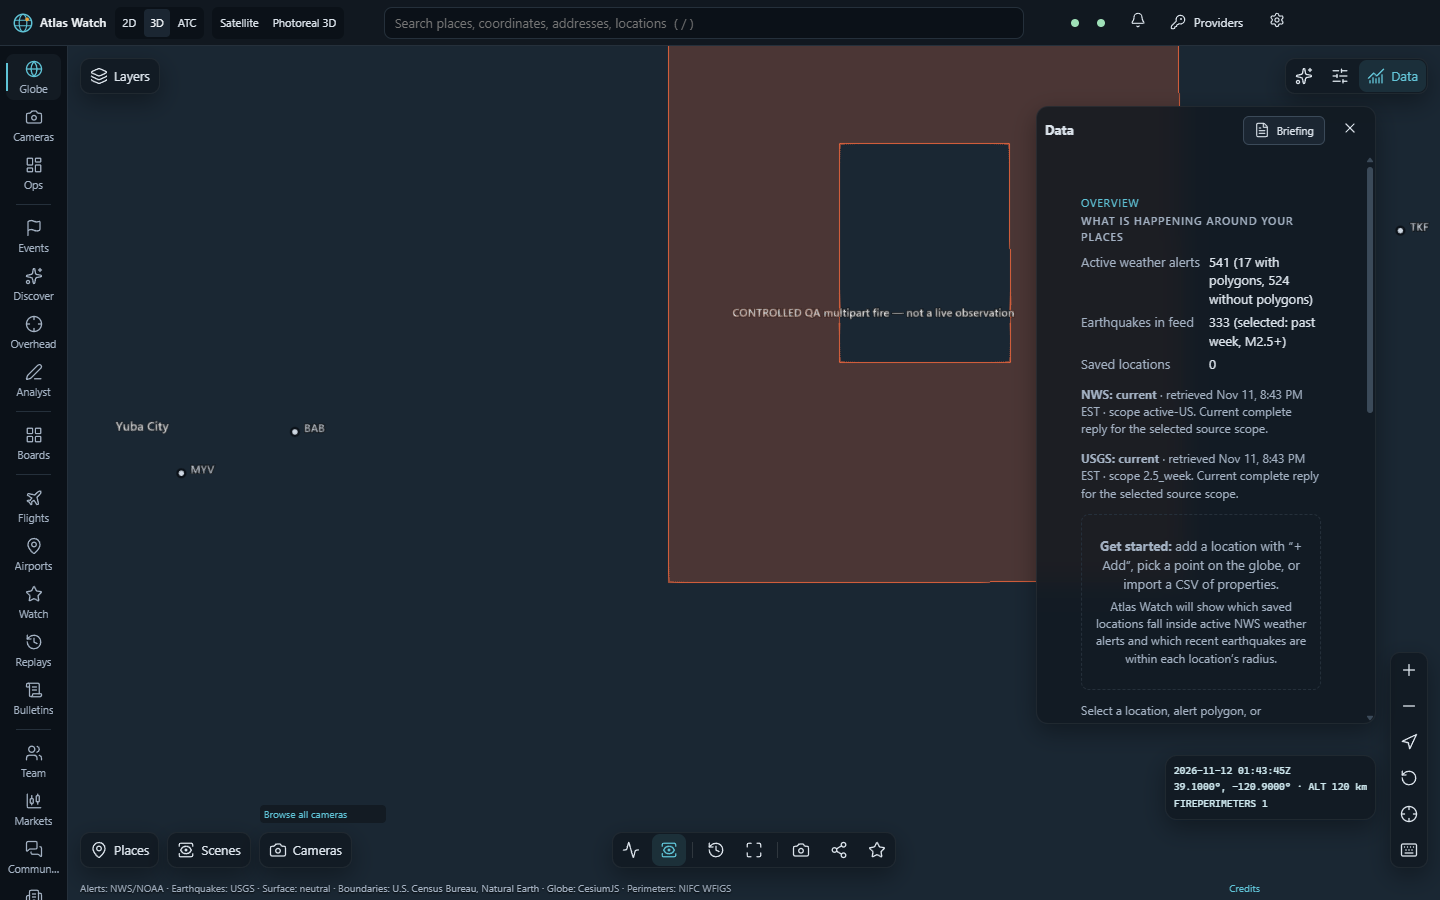 Atlas Watch
2D
3D
ATC
Satellite
Photoreal 3D
Search places, coordinates, addresses, locations ( / )
Providers
Globe
Cameras
Ops
Events
Discover
Overhead
Analyst
Boards
Flights
Airports
Watch
Replays
Bulletins
Team
Markets
Commun...
Layers
Data
CONTROLLED QA multipart fire — not a live observation
Yuba City
BAB
MYV
TKF
Data
Briefing
OVERVIEW
WHAT IS HAPPENING AROUND YOUR
PLACES
Active weather alerts 541 (17 with
polygons, 524
without polygons)
Earthquakes in feed 333 (selected: past
week, M2.5+)
Saved locations 0
NWS: current · retrieved Nov 11, 8:43 PM
EST · scope active-US. Current complete
reply for the selected source scope.
USGS: current · retrieved Nov 11, 8:43 PM
EST · scope 2.5_week. Current complete reply
for the selected source scope.
Get started: add a location with “+
Add”, pick a point on the globe, or
import a CSV of properties.
Atlas Watch will show which saved
locations fall inside active NWS weather
alerts and which recent earthquakes are
within each location’s radius.
Select a location, alert polygon, or
2026-11-12 01:43:45Z
39.1000°, -120.9000° · ALT 120 km
FIREPERIMETERS 1
Browse all cameras
Places
Scenes
Cameras
Alerts: NWS/NOAA · Earthquakes: USGS · Surface: neutral · Boundaries: U.S. Census Bureau, Natural Earth · Globe: CesiumJS · Perimeters: NIFC WFIGS
Credits